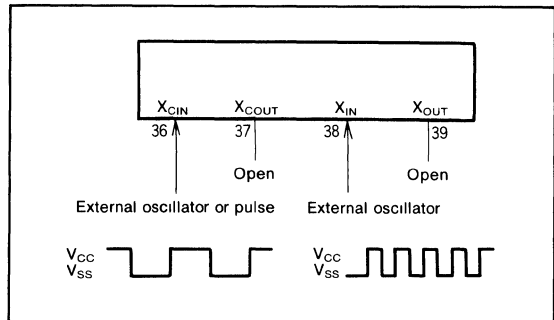 XCIN XCOUT XIN XOUT
36 37 38 39
Open Open
External oscillator or pulse External oscillator
VCC VCC
VSS VSS